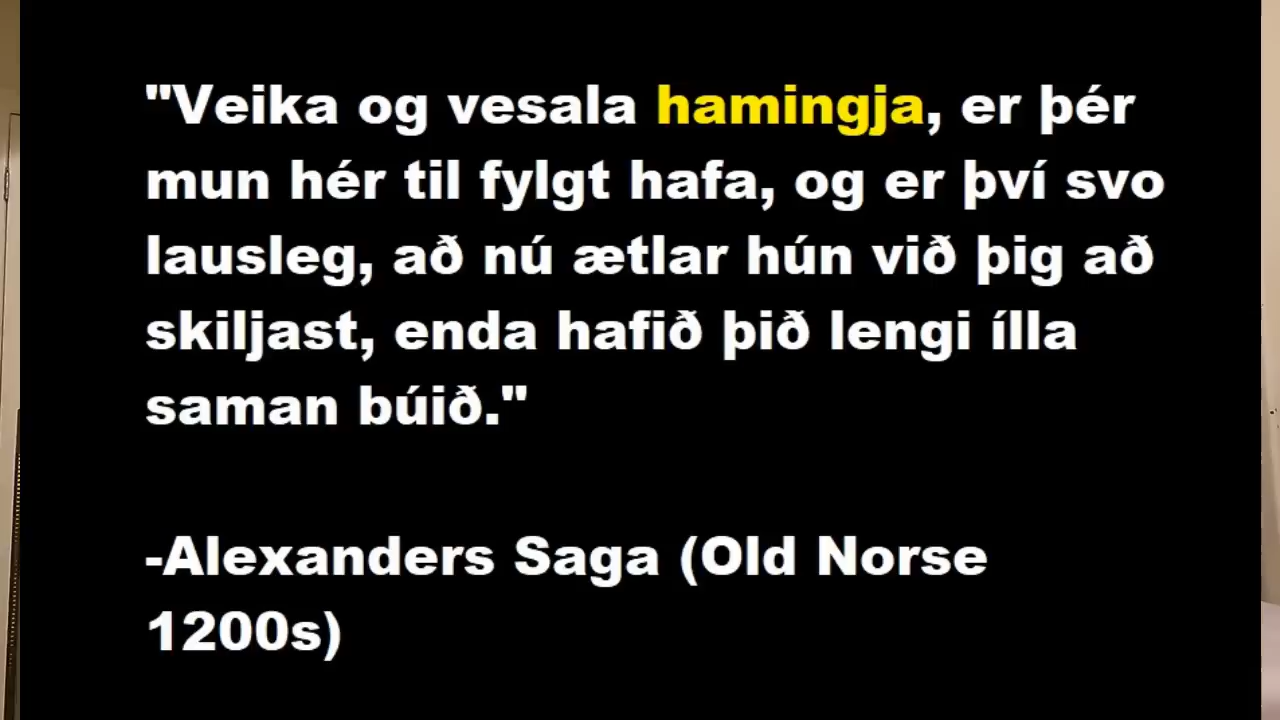 "Veika og vesala hamingja, er þér
mun hér til fylgt hafa, og er því svo
lausleg, að nú ætlar hún við þig að
skiljast, enda hafið þið lengi ílla
saman búið."
-Alexanders Saga (Old Norse
1200s)